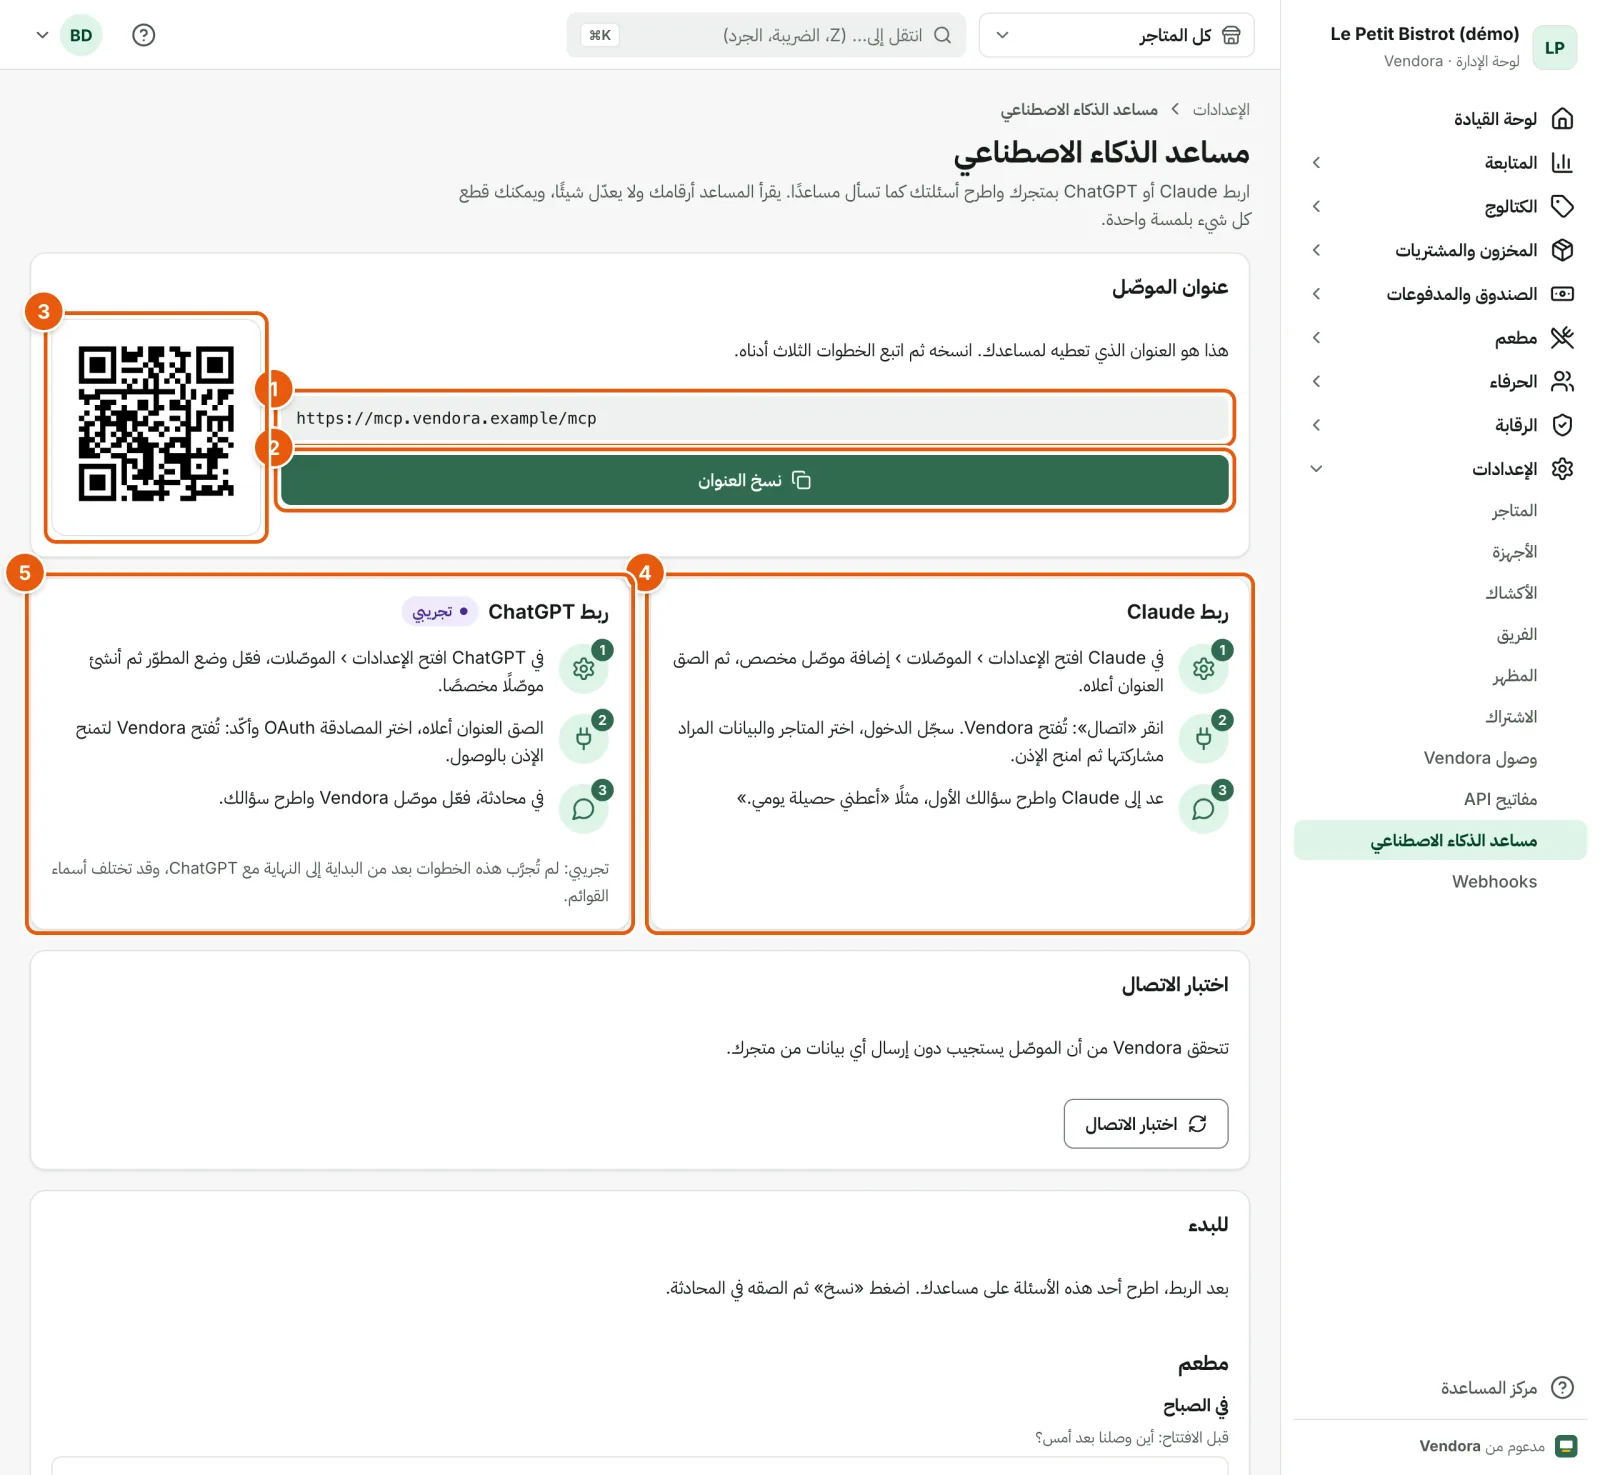 Le Petit Bistrot (démo)
LP
لوحة الإدارة · Vendora
لوحة القيادة
المتابعة
الكتالوج
المخزون والمشتريات
الصندوق والمدفوعات
مطعم
الحرفاء
الرقابة
الإعدادات
المتاجر
الأجهزة
الأكشاك
الفريق
المظهر
الاشتراك
وصول Vendora
مفاتيح API
مساعد الذكاء الاصطناعي
Webhooks
مركز المساعدة
مدعوم من Vendora
كل المتاجر
انتقل إلى... (Z، الضريبة، الجرد)
⌘K
BD
الإعدادات
مساعد الذكاء الاصطناعي
مساعد الذكاء الاصطناعي
اربط Claude أو ChatGPT بمتجرك واطرح أسئلتك كما تسأل مساعدًا. يقرأ المساعد أرقامك ولا يعدّل شيئًا، ويمكنك قطع
كل شيء بلمسة واحدة.
عنوان الموصّل
هذا هو العنوان الذي تعطيه لمساعدك. انسخه ثم اتبع الخطوات الثلاث أدناه.
1
https://mcp.vendora.example/mcp
2
نسخ العنوان
3
4
ربط Claude
1
في Claude افتح الإعدادات › الموصّلات › إضافة موصّل مخصص، ثم الصق
العنوان أعلاه.
2
انقر «اتصال»: تُفتح Vendora. سجّل الدخول، اختر المتاجر والبيانات المراد
مشاركتها ثم امنح الإذن.
3
عد إلى Claude واطرح سؤالك الأول، مثلًا «أعطني حصيلة يومي.»
5
ربط ChatGPT
تجريبي
1
في ChatGPT افتح الإعدادات › الموصّلات، فعّل وضع المطوّر ثم أنشئ
موصّلًا مخصصًا.
2
الصق العنوان أعلاه، اختر المصادقة OAuth وأكّد: تُفتح Vendora لتمنح
الإذن بالوصول.
3
في محادثة، فعّل موصّل Vendora واطرح سؤالك.
تجريبي: لم تُجرَّب هذه الخطوات بعد من البداية إلى النهاية مع ChatGPT، وقد تختلف أسماء
القوائم.
اختبار الاتصال
تتحقق Vendora من أن الموصّل يستجيب دون إرسال أي بيانات من متجرك.
اختبار الاتصال
للبدء
بعد الربط، اطرح أحد هذه الأسئلة على مساعدك. اضغط «نسخ» ثم الصقه في المحادثة.
مطعم
في الصباح
قبل الافتتاح: أين وصلنا بعد أمس؟